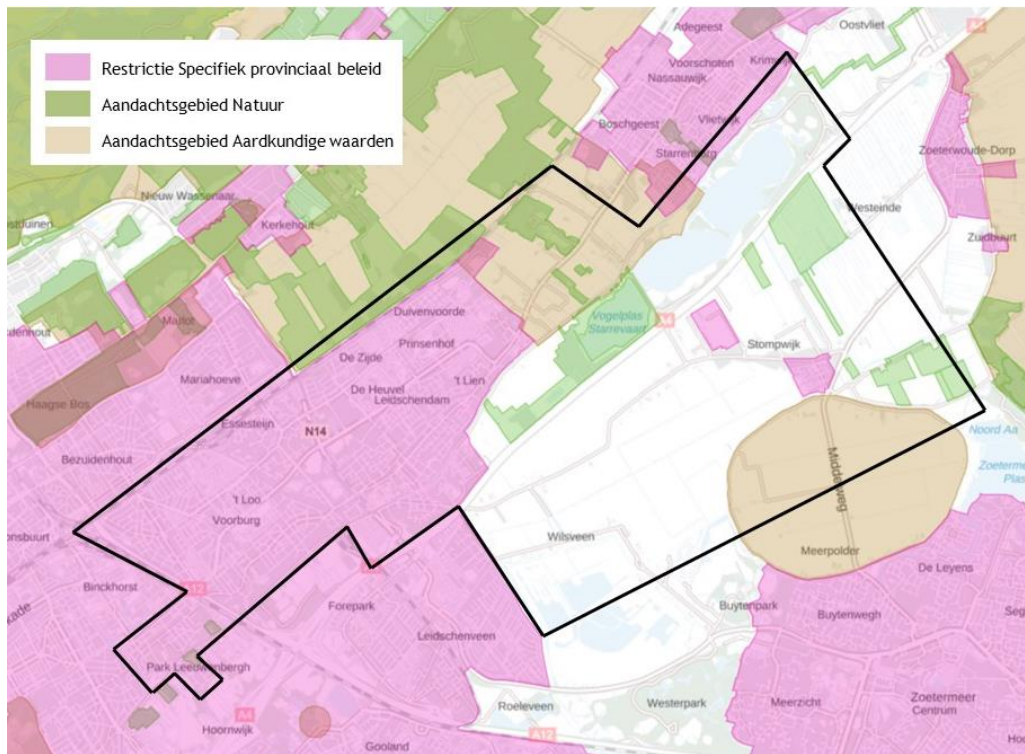 Restrictie Specifiek provinciaal beleid
Aandachtsgebied Natuur
Aandachtsgebied Aardkundige waarden
Adegeest
Oostvliet
Voorschoten
Krimwijk
Nassauwijk
Boschgeest
Vlietwijk
Starrenburg
Zoeterwoude-Dorp
Nieuw Wassenaar
Kerkehout
Westeinde
Zuidbuurt
Duivenvoorde
Vogelplas
Starrevaart
A4
Marlot
Prinsenhof
De Zijde
Stompwijk
Mariahoeve
De Heuvel
't Lien
Leidschendam
Haagse Bos
Essesteijn
N14
Noord Aa
Bezuidenhout
Zoetermeer
Plas
Middelweg
't Loo
Voorburg
Wilsveen
Meerpolder
De Leyens
Binckhorst
A12
Forepark
Buytenpark
Buytenwegh
Leidschenveen
Park Leeuwenbergh
Westerpark
Meerzicht
Zoetermeer
Centrum
Roeleveen
A4
Hoornwijk
A12
Gooland